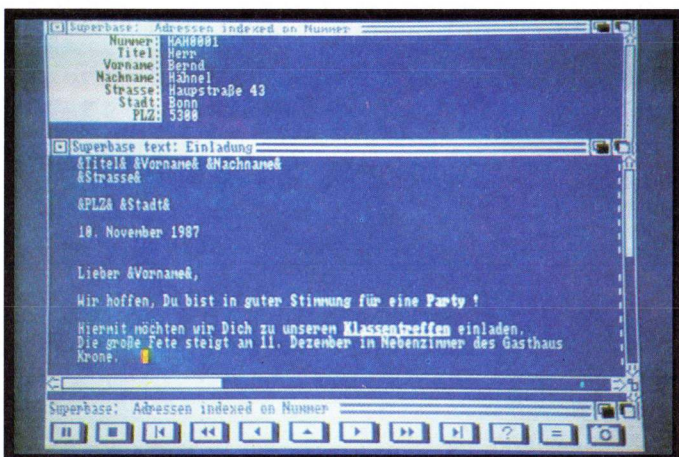 Superbase: Adressen indexed on Nummer
Nummer: HAH0001
Titel: Herr
Vorname: Bernd
Nachname: Hähnel
Strasse: Haupstraße 43
Stadt: Bonn
PLZ: 5300
Superbase text: Einladung
&Titel& &Vorname& &Nachname&
&Strasse&
&PLZ& &Stadt&
10. November 1987
Lieber &Vorname&,
Wir hoffen, Du bist in guter Stimmung für eine Party !
Hiermit möchten wir Dich zu unserem Klassentreffen einladen.
Die große Fete steigt am 11. Dezember im Nebenzimmer des Gasthaus
Krone.
Superbase: Adressen indexed on Nummer